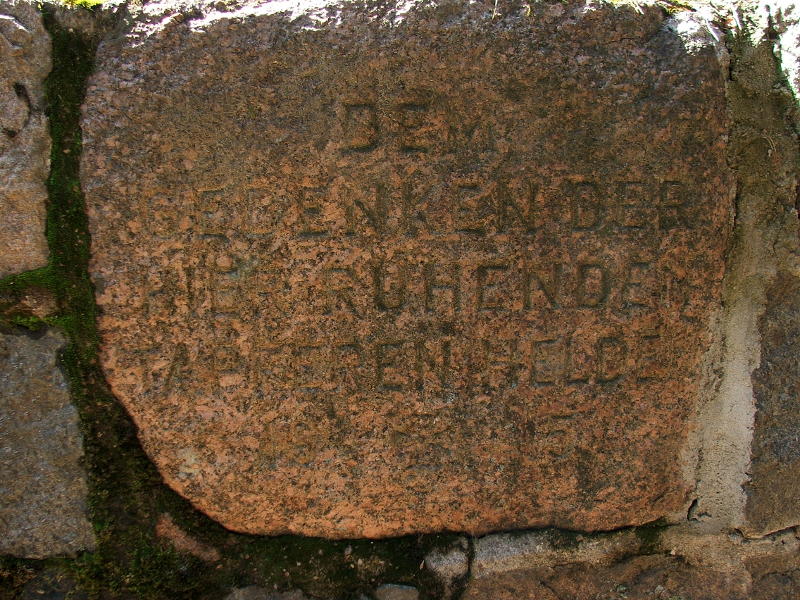 DEM
GEDENKEN DER
HIER RUHENDEN
TAPFEREN HELDEN